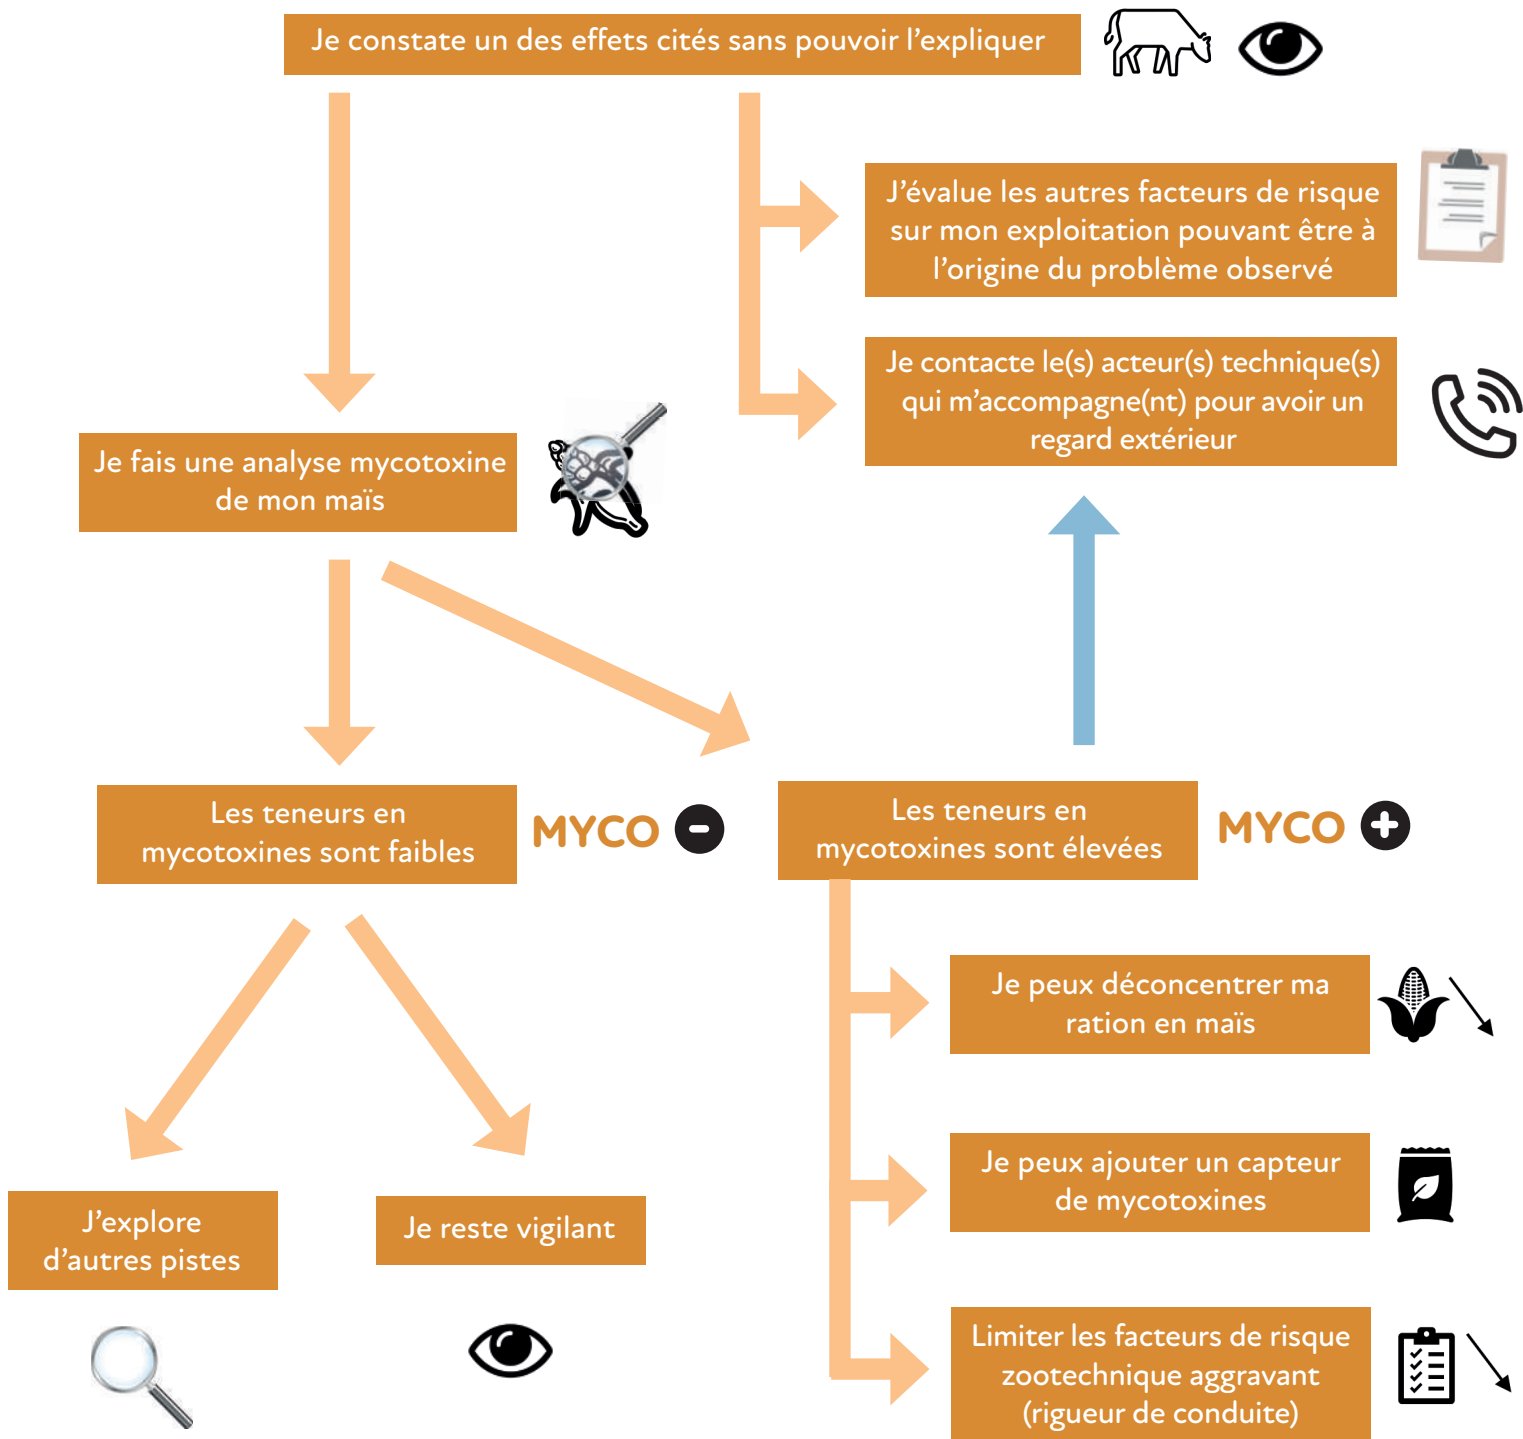 Je constate un des effets cités sans pouvoir l’expliquer
J’évalue les autres facteurs de risque
sur mon exploitation pouvant être à
l’origine du problème observé
Je contacte le(s) acteur(s) technique(s)
qui m’accompagne(nt) pour avoir un
regard extérieur
Je fais une analyse mycotoxine
de mon maïs
Les teneurs en
mycotoxines sont faibles
MYCO -
Les teneurs en
mycotoxines sont élevées
MYCO +
Je peux déconcentrer ma
ration en maïs
Je peux ajouter un capteur
de mycotoxines
J’explore
d’autres pistes
Je reste vigilant
Limiter les facteurs de risque
zootechnique aggravant
(rigueur de conduite)